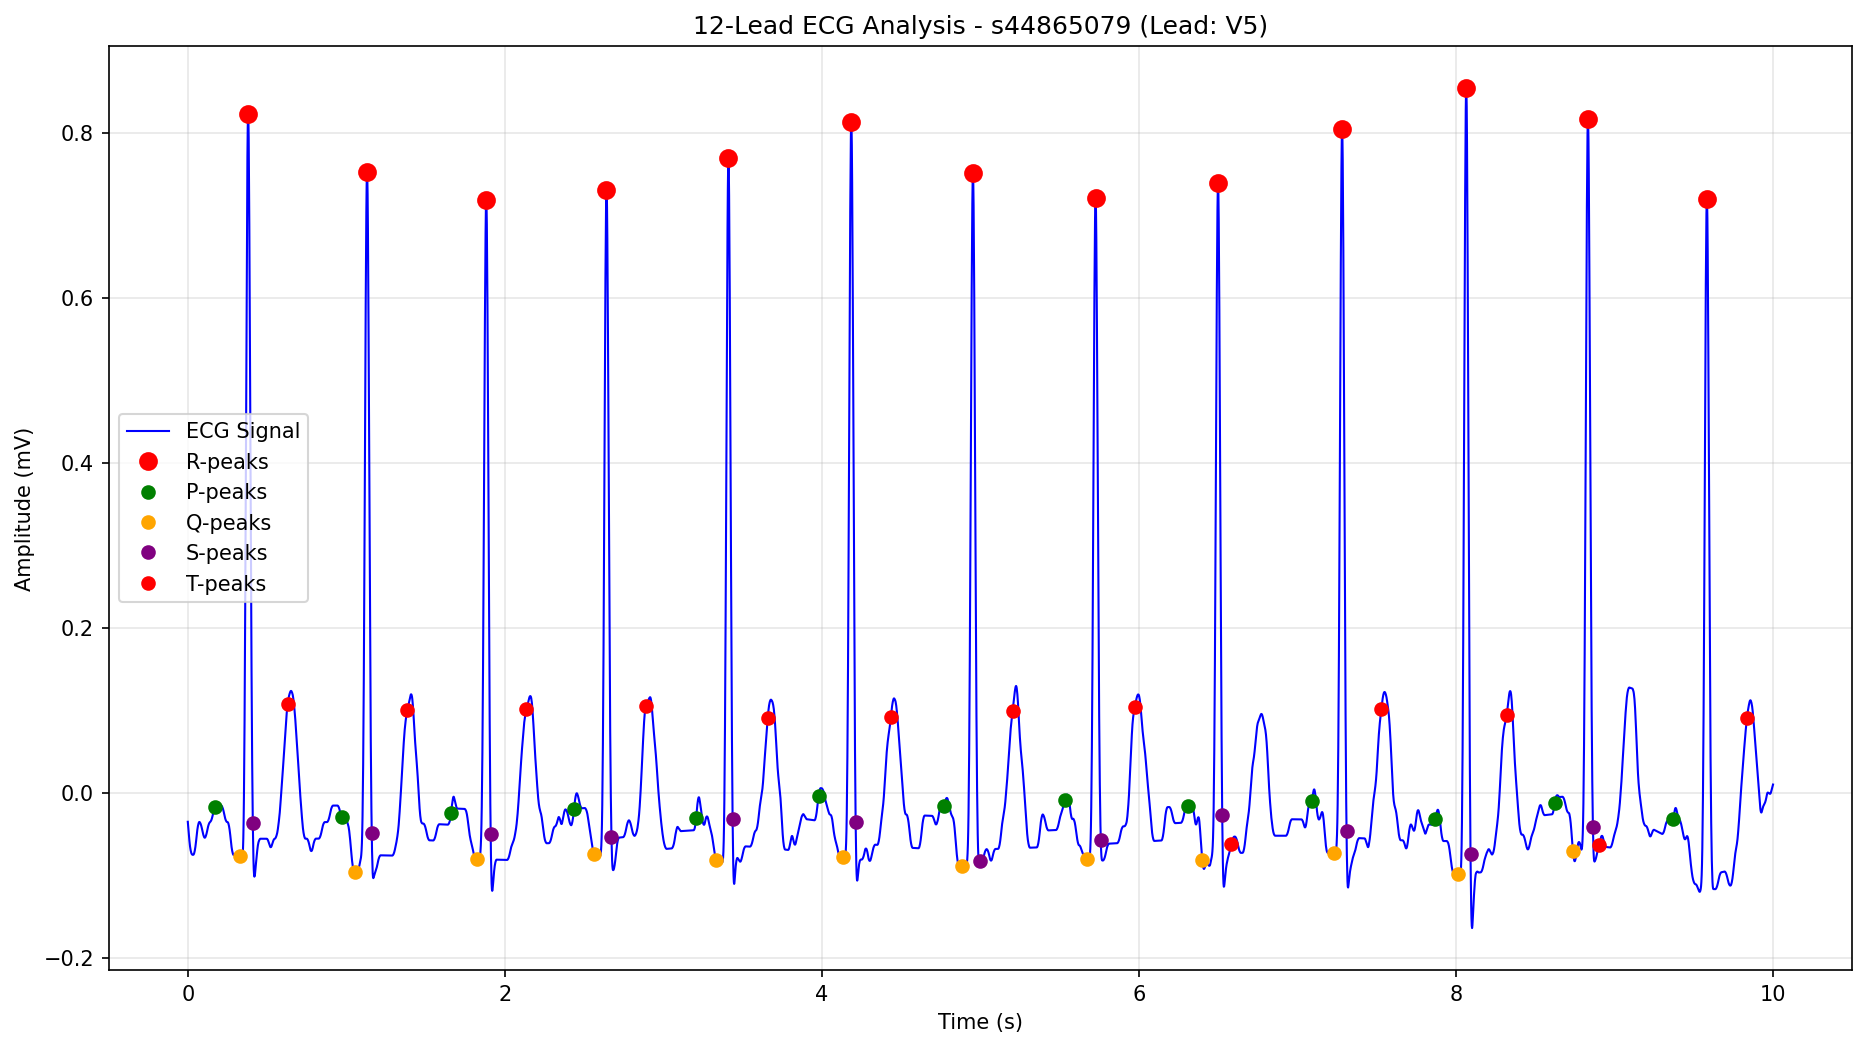 12-Lead ECG Analysis - s44865079 (Lead: V5)
Amplitude (mV)
0.8
0.6
0.4
0.2
0.0
−0.2
ECG Signal
R-peaks
P-peaks
Q-peaks
S-peaks
T-peaks
0 2 4 6 8 10
Time (s)